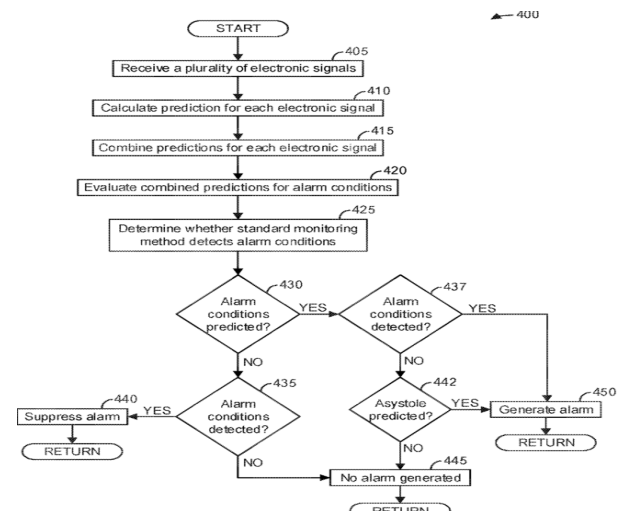 400
START
405
Receive a plurality of electronic signals
410
Calculate prediction for each electronic signal
415
Combine predictions for each electronic signal
420
Evaluate combined predictions for alarm conditions
425
Determine whether standard monitoring
method detects alarm conditions
430
Alarm
conditions
predicted?
YES
NO
437
Alarm
conditions
detected?
YES
NO
435
Alarm
conditions
detected?
YES
NO
440
Suppress alarm
RETURN
442
Asystole
predicted?
YES
NO
450
Generate alarm
RETURN
445
No alarm generated
RETURN